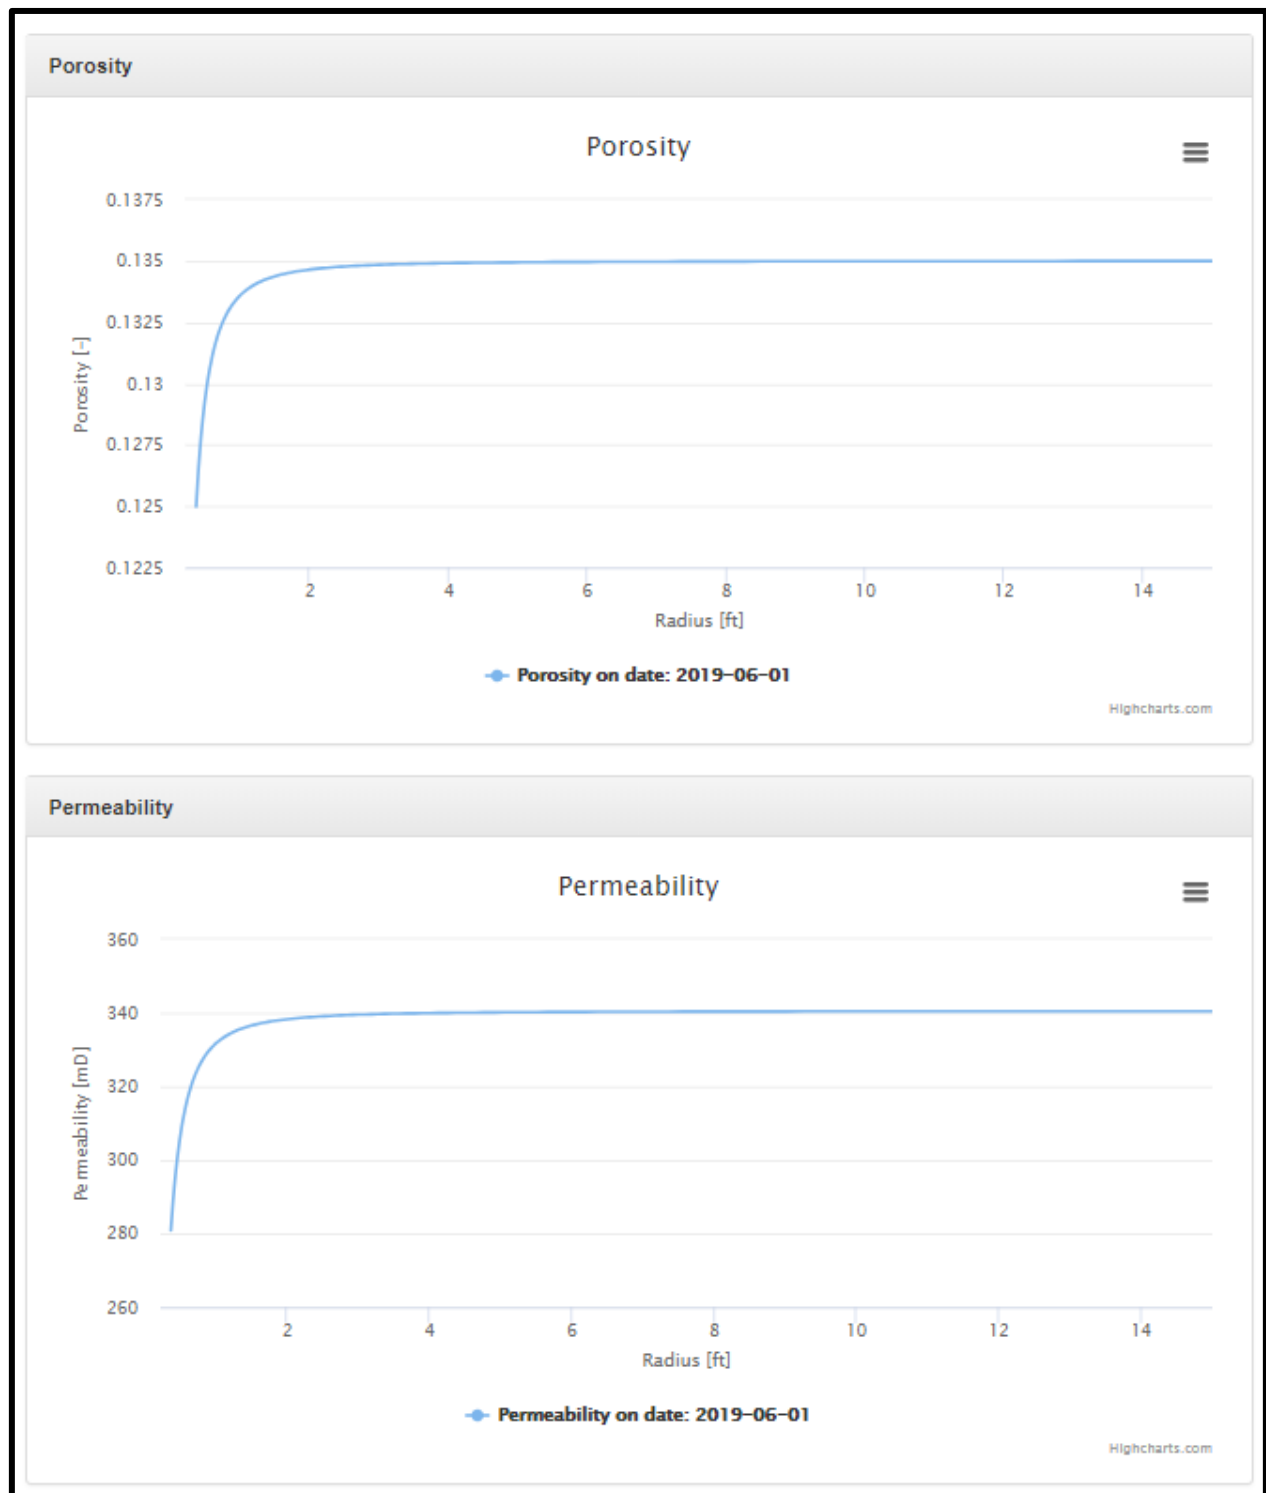 Porosity
Porosity
0.1375
0.135
0.1325
0.13
0.1275
0.125
0.1225
Porosity [-]
2 4 6 8 10 12 14
Radius [ft]
Porosity on date: 2019-06-01
Highcharts.com
Permeability
Permeability
360
340
320
300
280
260
Permeability [mD]
2 4 6 8 10 12 14
Radius [ft]
Permeability on date: 2019-06-01
Highcharts.com